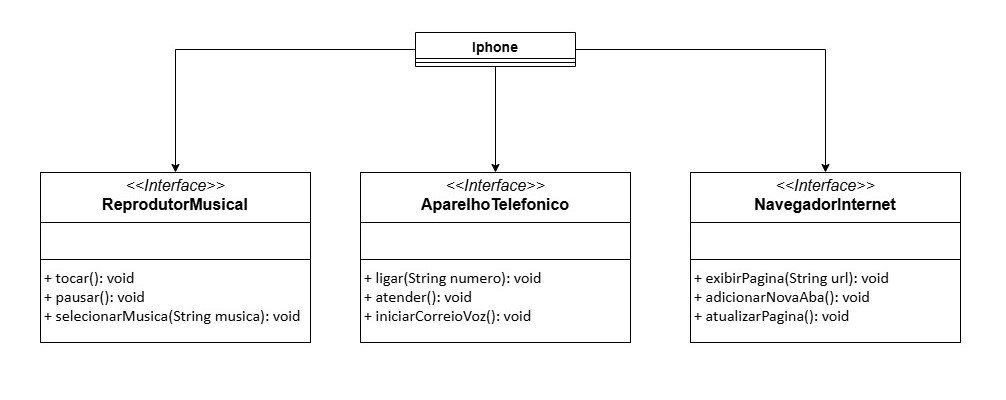 Iphone
<<Interface>>
ReprodutorMusical
+ tocar(): void
+ pausar(): void
+ selecionarMusica(String musica): void
<<Interface>>
AparelhoTelefonico
+ ligar(String numero): void
+ atender(): void
+ iniciarCorreioVoz(): void
<<Interface>>
NavegadorInternet
+ exibirPagina(String url): void
+ adicionarNovaAba(): void
+ atualizarPagina(): void